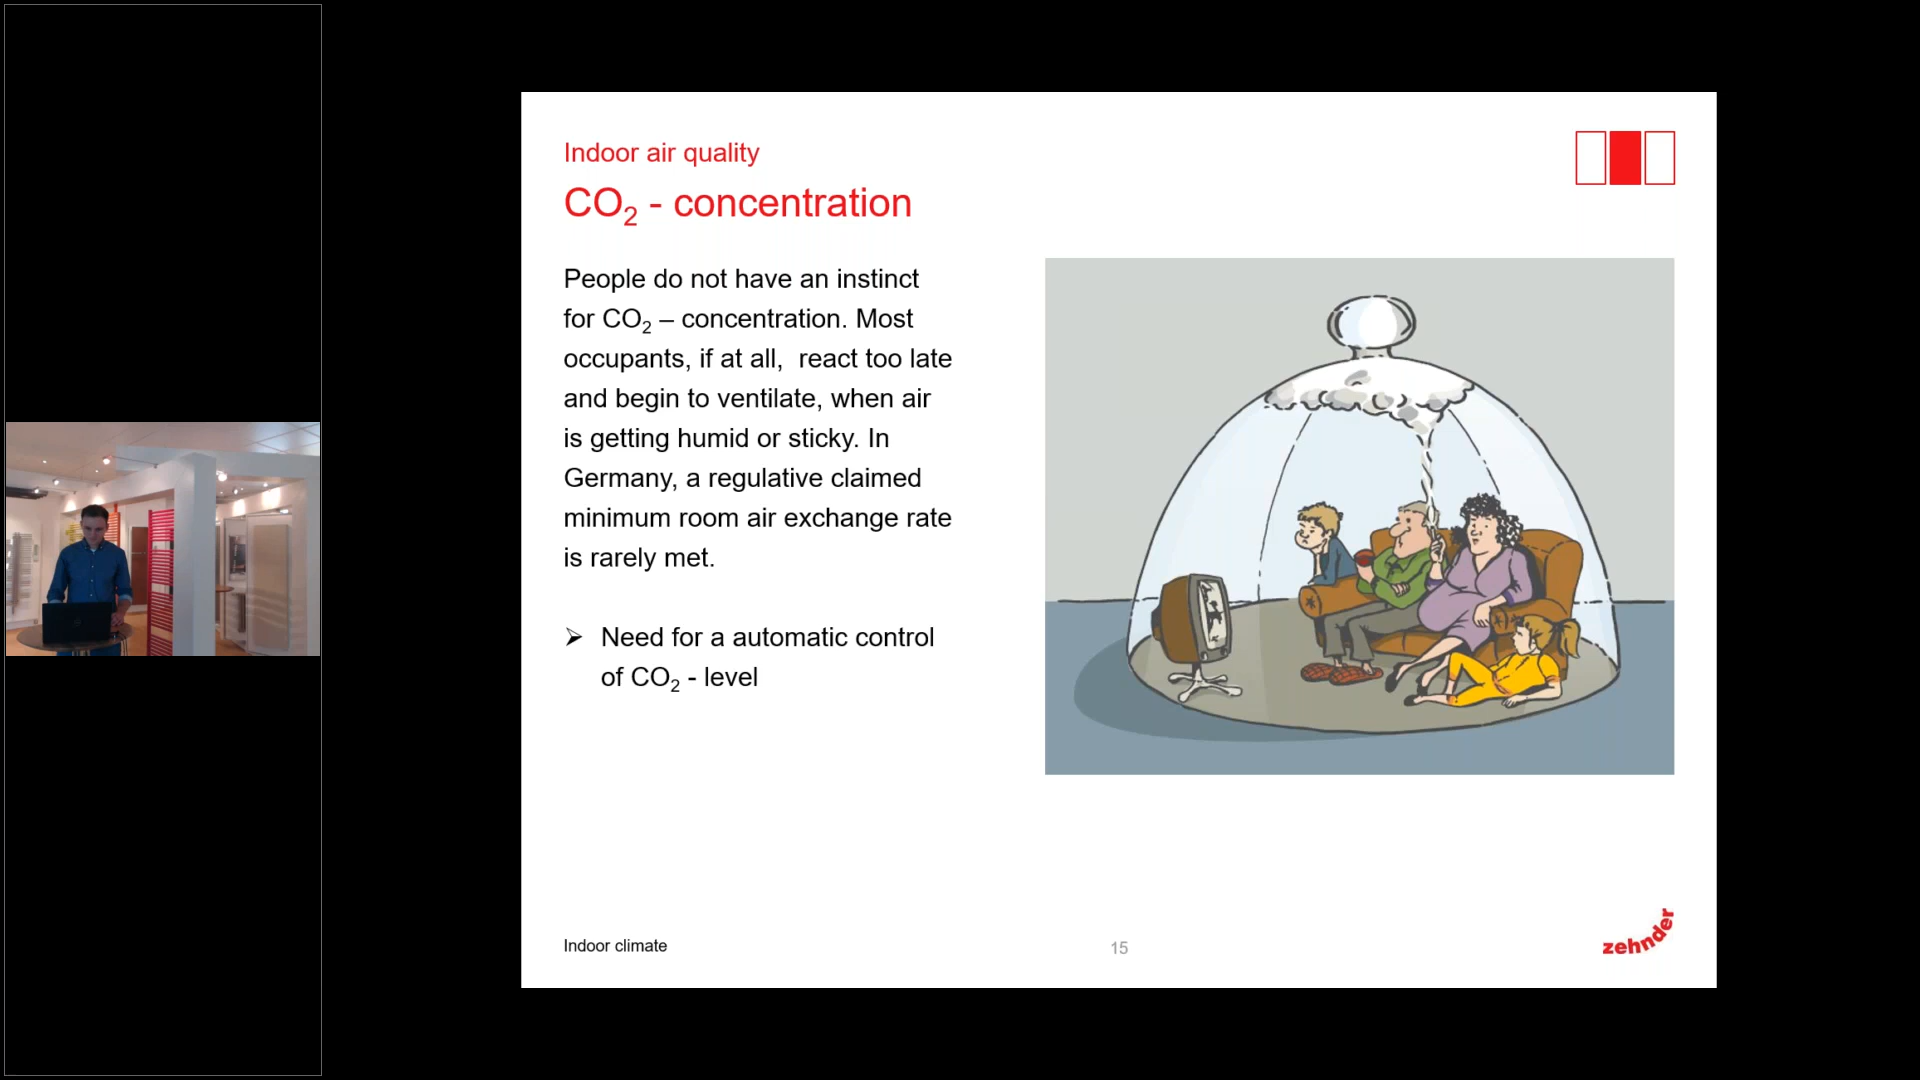 Indoor air quality
CO₂ - concentration
People do not have an instinct
for CO₂ – concentration. Most
occupants, if at all,  react too late
and begin to ventilate, when air
is getting humid or sticky. In
Germany, a regulative claimed
minimum room air exchange rate
is rarely met.
➢ Need for a automatic control
of CO₂ - level
Indoor climate
15
zehnder